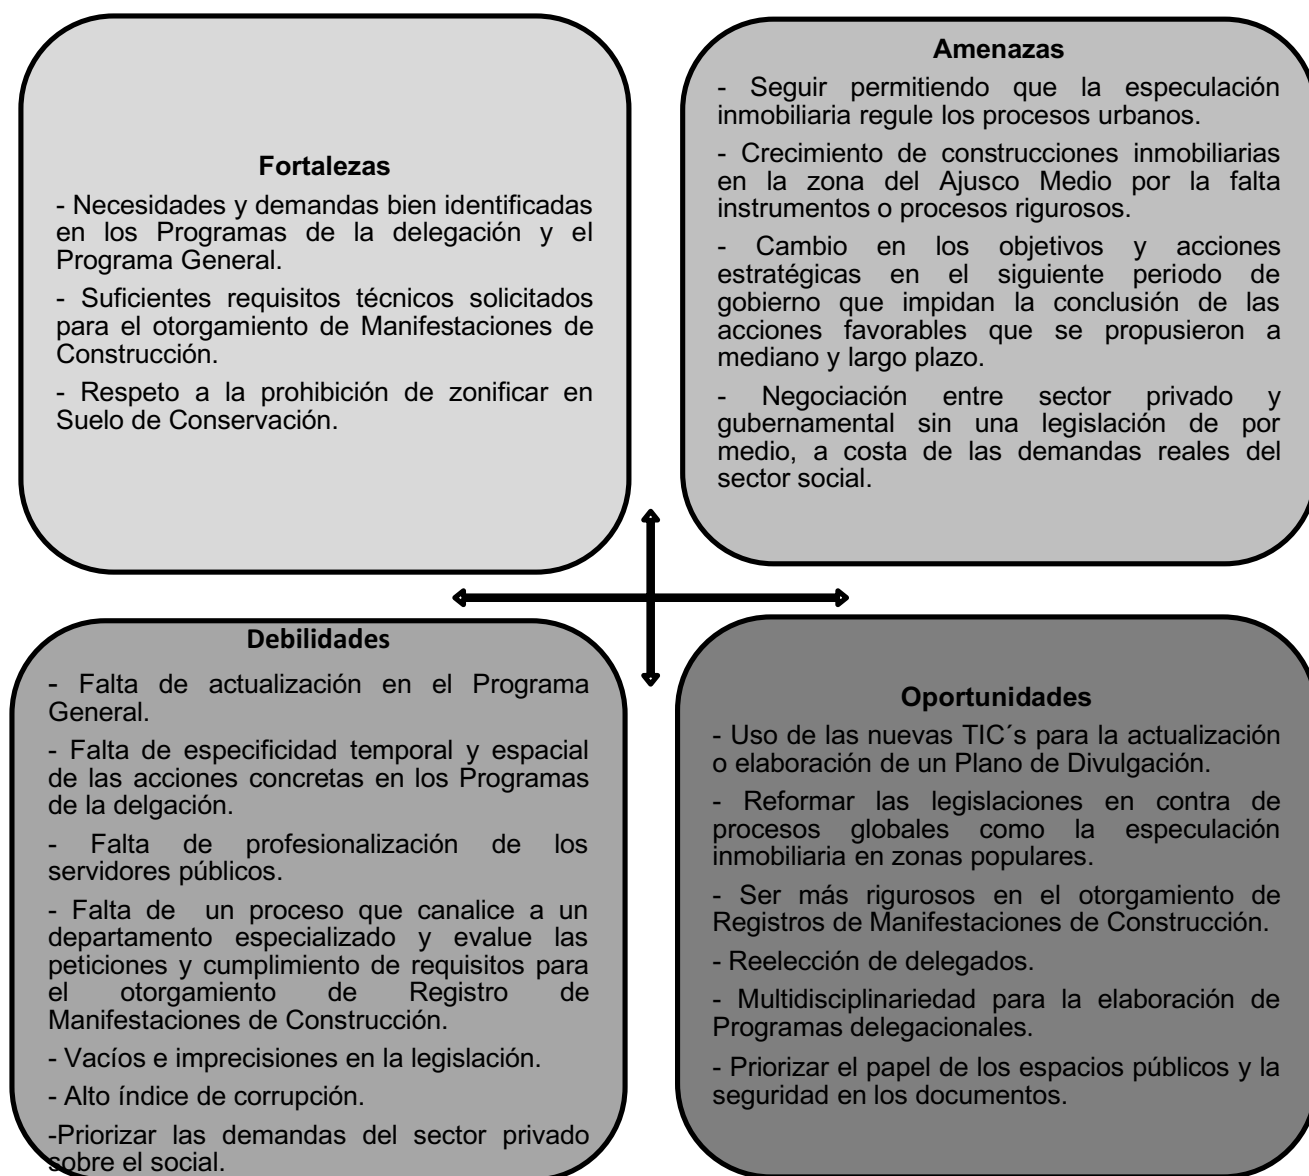 Fortalezas
- Necesidades y demandas bien identificadas
en los Programas de la delegación y el
Programa General.
- Suficientes requisitos técnicos solicitados
para el otorgamiento de Manifestaciones de
Construcción.
- Respeto a la prohibición de zonificar en
Suelo de Conservación.
Amenazas
- Seguir permitiendo que la especulación
inmobiliaria regule los procesos urbanos.
- Crecimiento de construcciones inmobiliarias
en la zona del Ajusco Medio por la falta
instrumentos o procesos rigurosos.
- Cambio en los objetivos y acciones
estratégicas en el siguiente periodo de
gobierno que impidan la conclusión de las
acciones favorables que se propusieron a
mediano y largo plazo.
- Negociación entre sector privado y
gubernamental sin una legislación de por
medio, a costa de las demandas reales del
sector social.
Debilidades
- Falta de actualización en el Programa
General.
- Falta de especificidad temporal y espacial
de las acciones concretas en los Programas
de la delgación.
- Falta de profesionalización de los
servidores públicos.
- Falta de un proceso que canalice a un
departamento especializado y evalue las
peticiones y cumplimiento de requisitos para
el otorgamiento de Registro de
Manifestaciones de Construcción.
- Vacíos e imprecisiones en la legislación.
- Alto índice de corrupción.
-Priorizar las demandas del sector privado
sobre el social.
Oportunidades
- Uso de las nuevas TIC´s para la actualización
o elaboración de un Plano de Divulgación.
- Reformar las legislaciones en contra de
procesos globales como la especulación
inmobiliaria en zonas populares.
- Ser más rigurosos en el otorgamiento de
Registros de Manifestaciones de Construcción.
- Reelección de delegados.
- Multidisciplinariedad para la elaboración de
Programas delegacionales.
- Priorizar el papel de los espacios públicos y la
seguridad en los documentos.